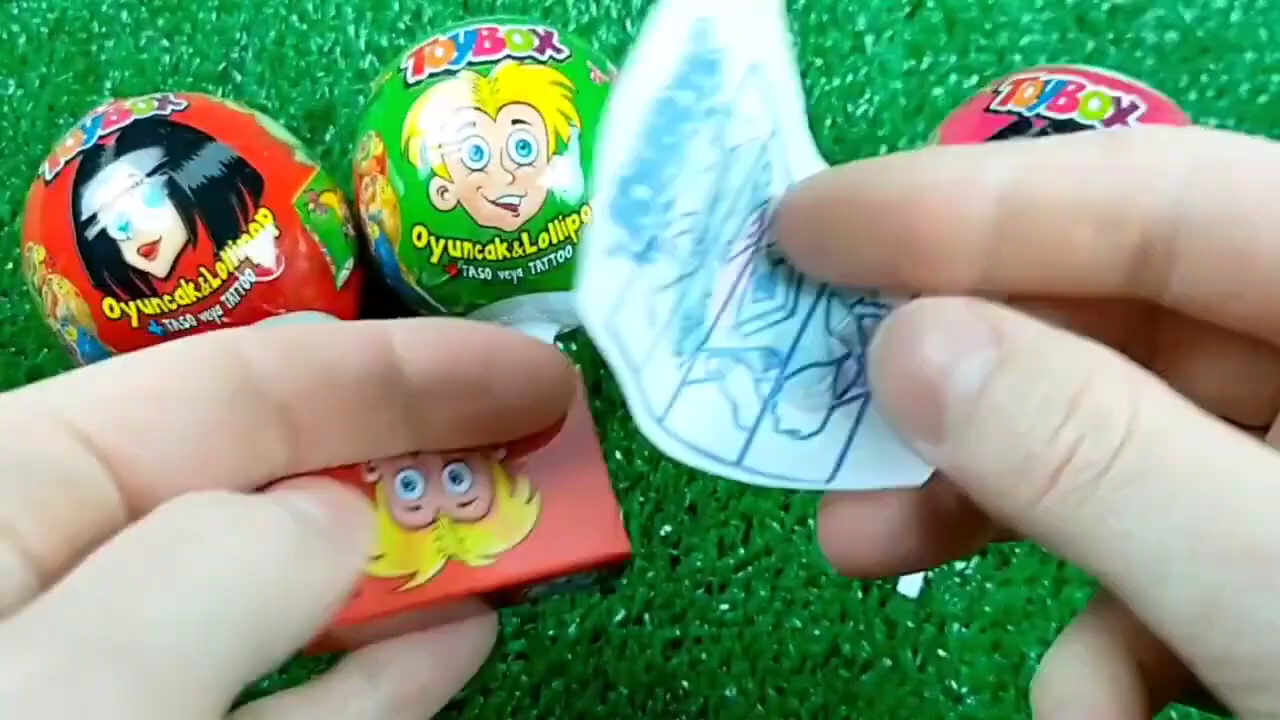 TOYBOX
Oyuncak&Lollipop
+ TASO veya TATTOO
TOYBOX
Oyuncak&Lollipo
TASO veya TATTOO
TOYBOX